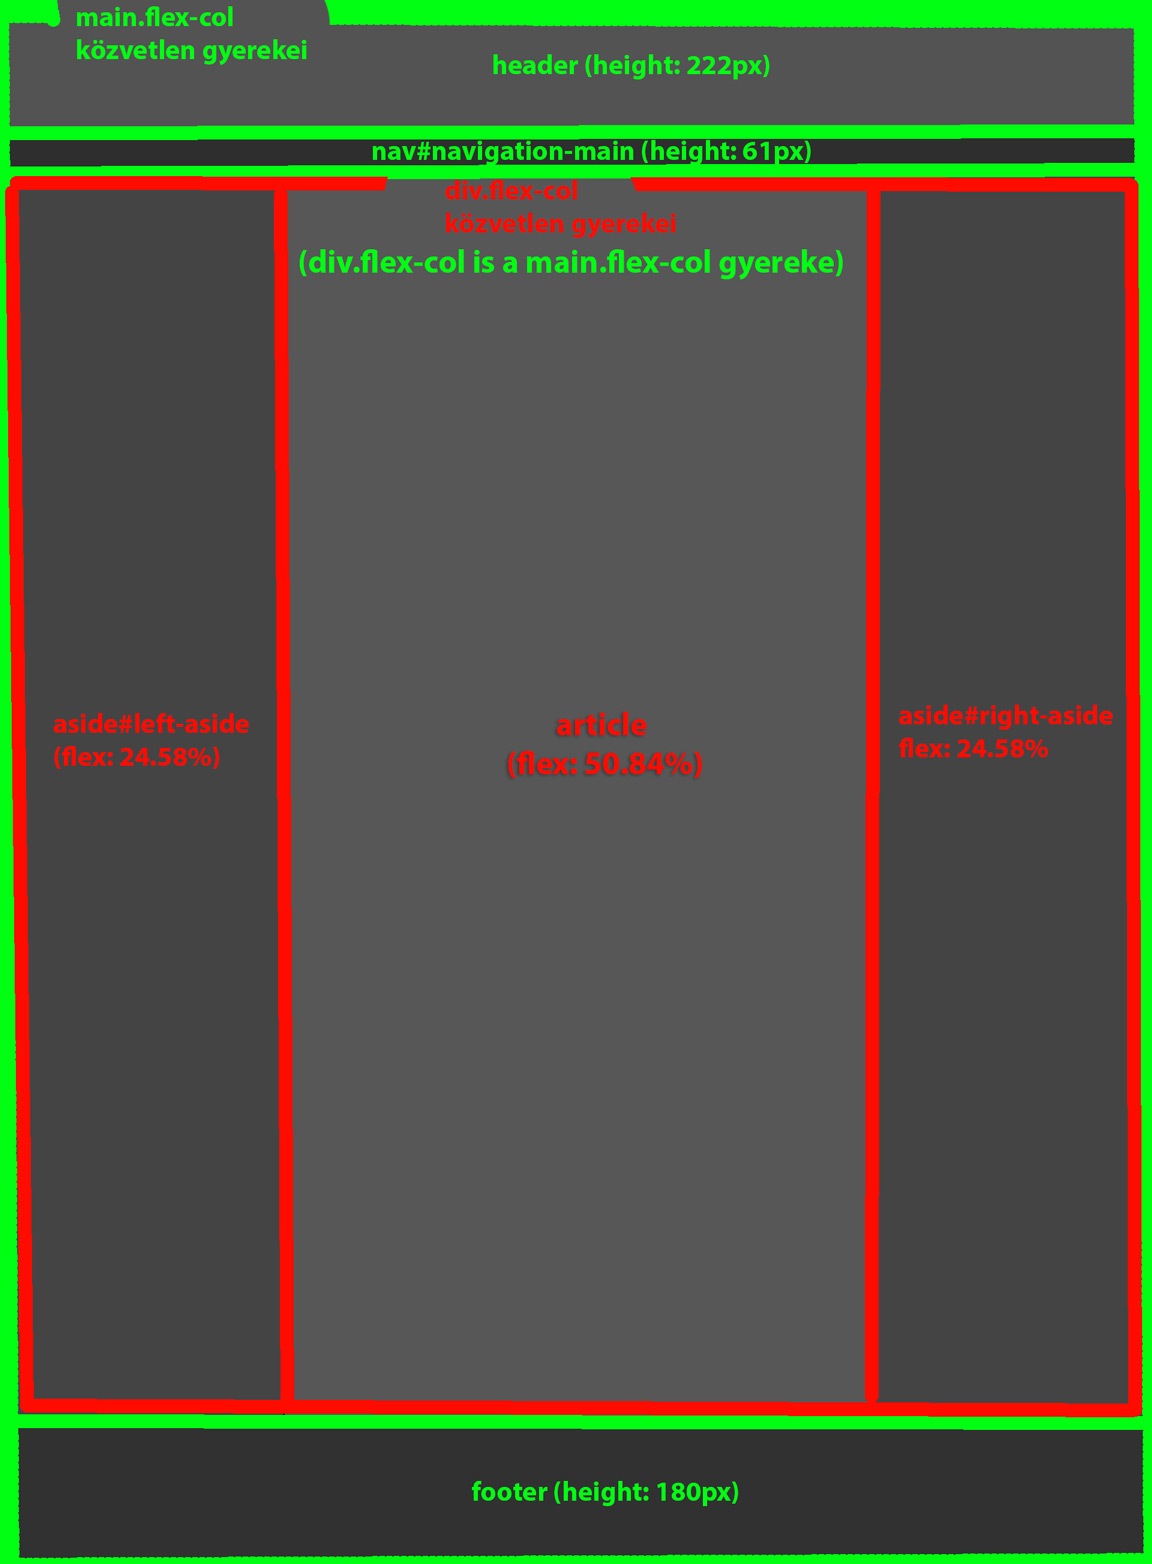 main.flex-col
közvetlen gyerekei
header (height: 222px)
nav#navigation-main (height: 61px)
div.flex-col
közvetlen gyerekei
(div.flex-col is a main.flex-col gyereke)
aside#left-aside
(flex: 24.58%)
article
(flex: 50.84%)
aside#right-aside
flex: 24.58%
footer (height: 180px)